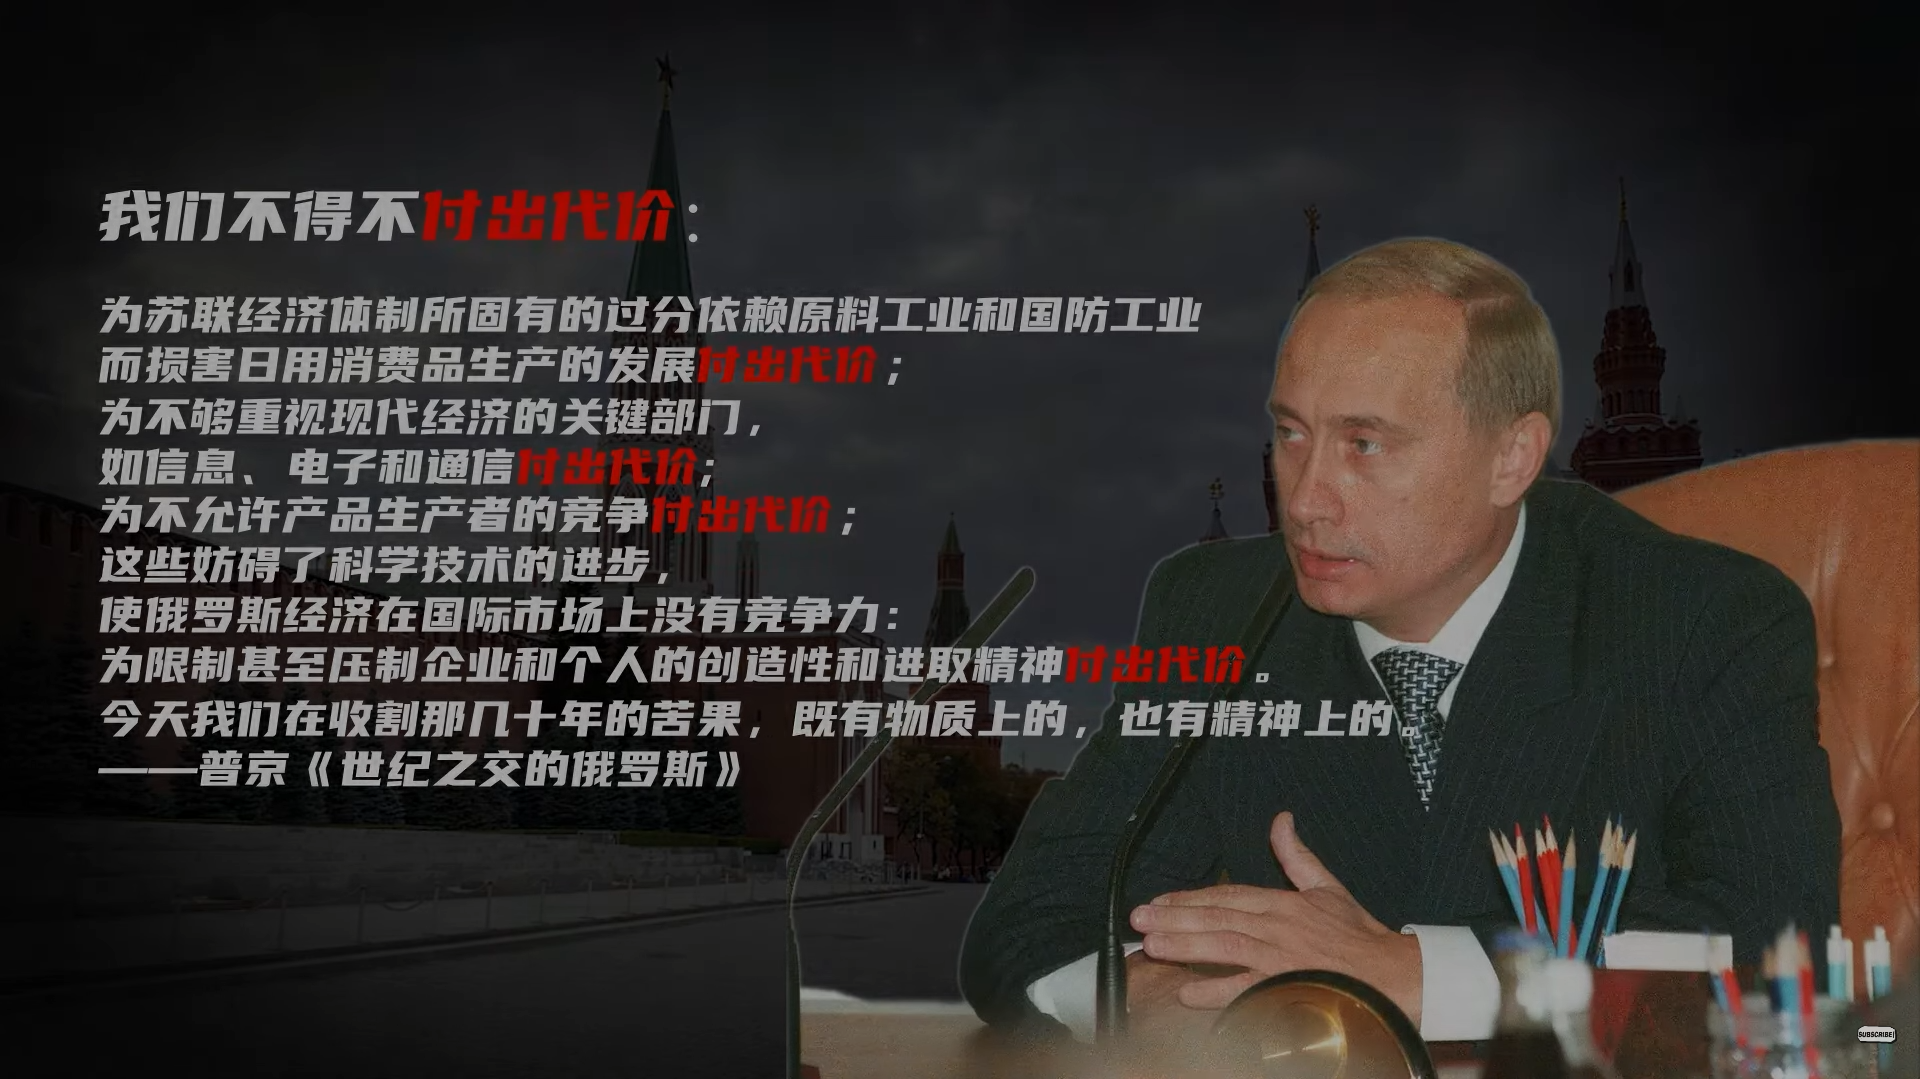 我们不得不付出代价：
为苏联经济体制所固有的过分依赖原料工业和国防工业
而损害日用消费品生产的发展付出代价；
为不够重视现代经济的关键部门，
如信息、电子和通信付出代价；
为不允许产品生产者的竞争付出代价；
这些妨碍了科学技术的进步，
使俄罗斯经济在国际市场上没有竞争力：
为限制甚至压制企业和个人的创造性和进取精神付出代价。
今天我们在收割那几十年的苦果，既有物质上的，也有精神上的。
——普京《世纪之交的俄罗斯》
SUBSCRIBE